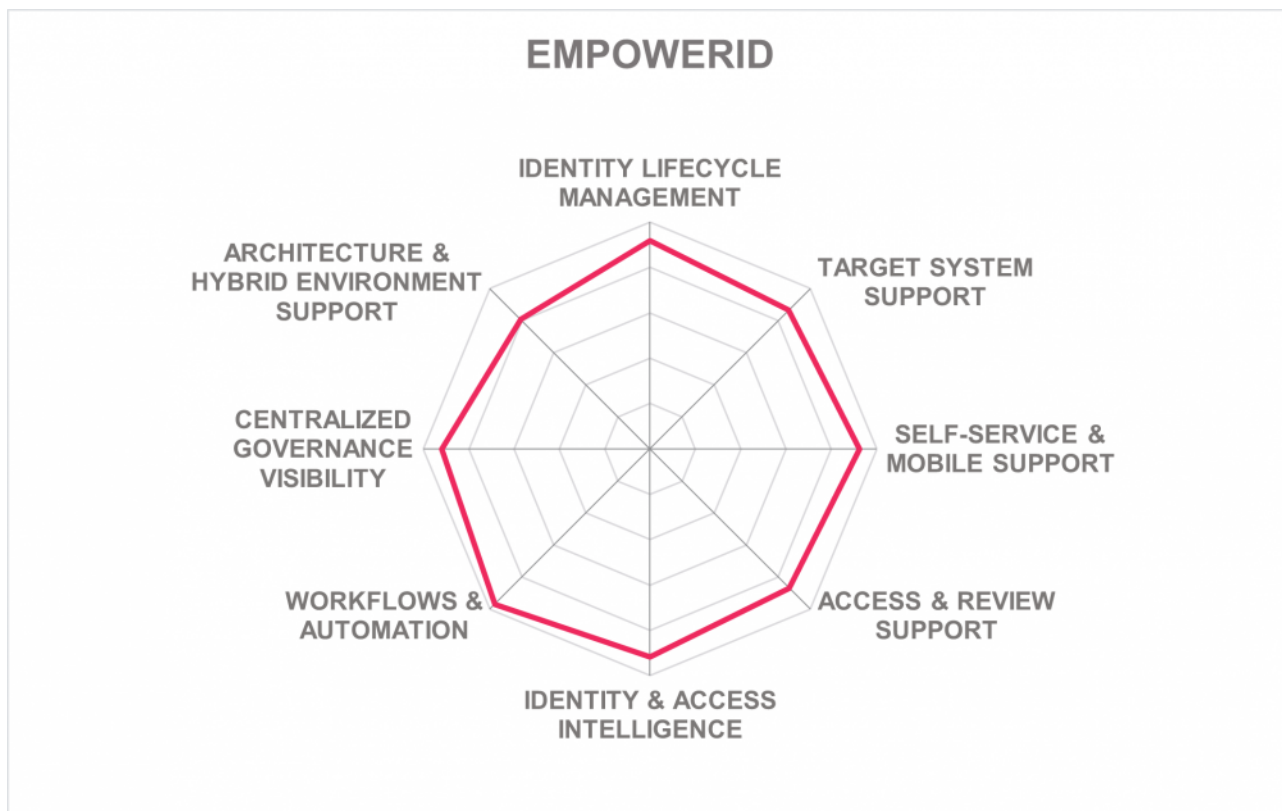 EMPOWERID
IDENTITY LIFECYCLE
MANAGEMENT
TARGET SYSTEM
SUPPORT
SELF-SERVICE &
MOBILE SUPPORT
ACCESS & REVIEW
SUPPORT
IDENTITY & ACCESS
INTELLIGENCE
WORKFLOWS &
AUTOMATION
CENTRALIZED
GOVERNANCE
VISIBILITY
ARCHITECTURE &
HYBRID ENVIRONMENT
SUPPORT